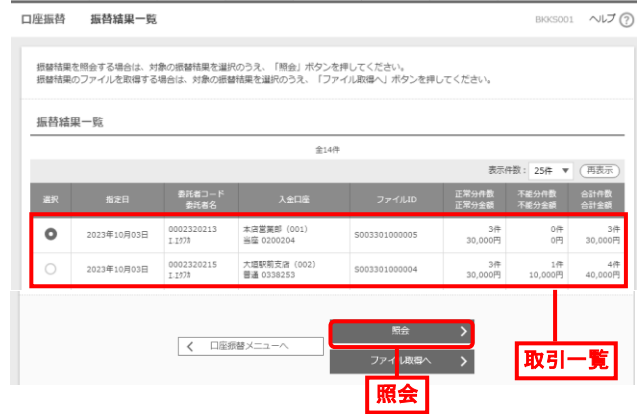 口座振替 振替結果一覧 BKKS001 ヘルプ ?
振替結果を照会する場合は、対象の振替結果を選択のうえ、「照会」ボタンを押してください。
振替結果のファイルを取得する場合は、対象の振替結果を選択のうえ、「ファイル取得へ」ボタンを押してください。
振替結果一覧
全14件
表示件数: 25件 ▼ 再表示
選択 指定日 委託者コード 委託者名 入金口座 ファイルID 正常分件数 正常分金額 不能分件数 不能分金額 合計件数 合計金額
2023年10月03日 0002320213 本店営業部 (001) 当座 0200204 S003301000005 3件 30,000円 0件 0円 3件 30,000円
2023年10月03日 0002320215 大垣駅前支店 (002) 普通 0338253 S003301000004 3件 30,000円 1件 10,000円 4件 40,000円
照会
口座振替メニューへ
ファイル取得へ
取引一覧
照会